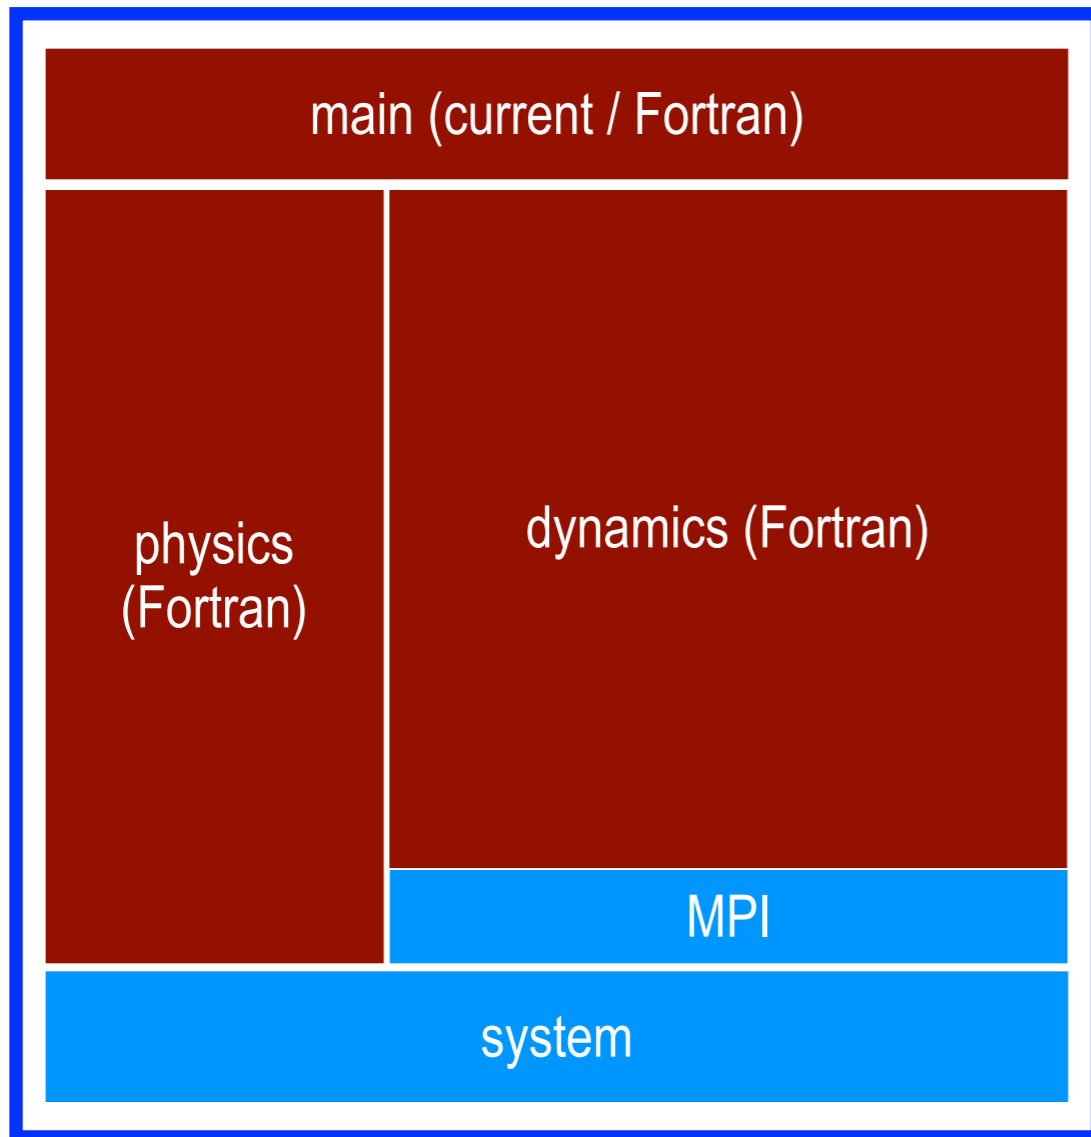 main (current / Fortran)
physics
(Fortran)
dynamics (Fortran)
MPI
system